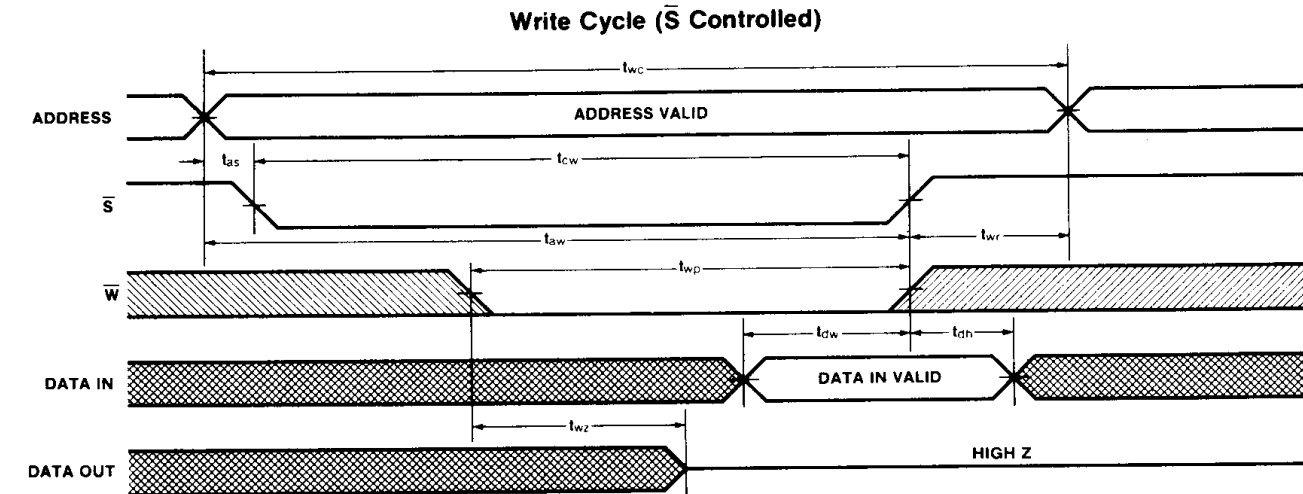 Write Cycle (S̅ Controlled)
twc
ADDRESS
ADDRESS VALID
tas
tcw
S̅
taw
twr
W̅
twp
tdw
tdh
DATA IN
DATA IN VALID
twz
DATA OUT
HIGH Z